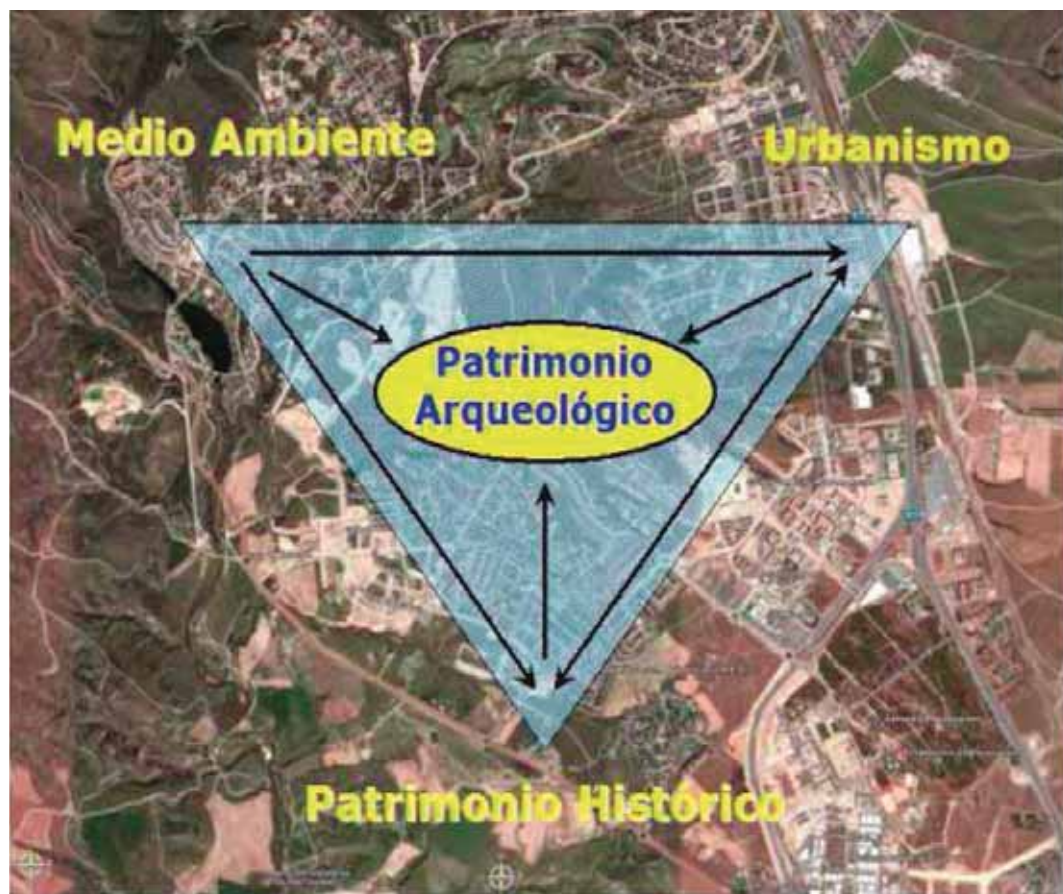 Medio Ambiente
Urbanismo
Patrimonio
Arqueológico
Patrimonio Histórico